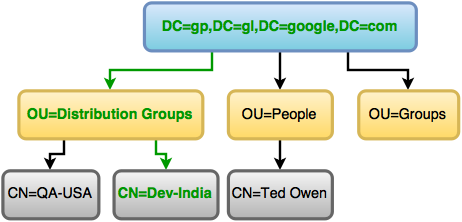 DC=gp,DC=gl,DC=google,DC=com
OU=Distribution Groups
OU=People
OU=Groups
CN=QA-USA
CN=Dev-India
CN=Ted Owen